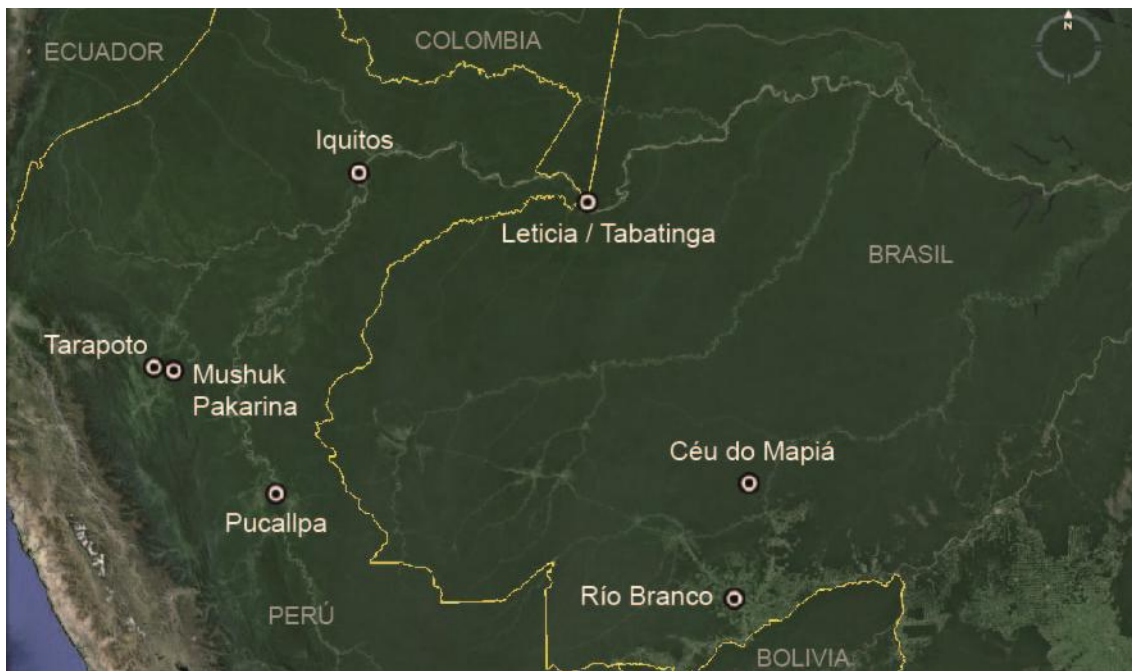 ECUADOR
COLOMBIA
N
Iquitos
Leticia / Tabatinga
BRASIL
Tarapoto
Mushuk
Pakarina
Céu do Mapiá
Pucallpa
Río Branco
PERÚ
BOLIVIA